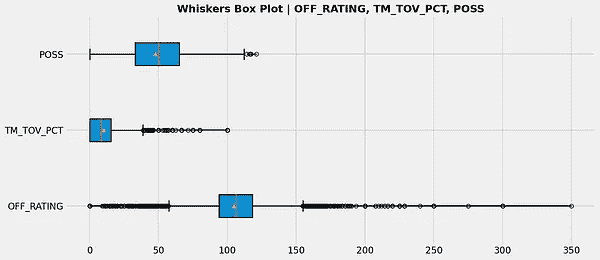 Whiskers Box Plot | OFF_RATING, TM_TOV_PCT, POSS
POSS
TM_TOV_PCT
OFF_RATING
0 50 100 150 200 250 300 350